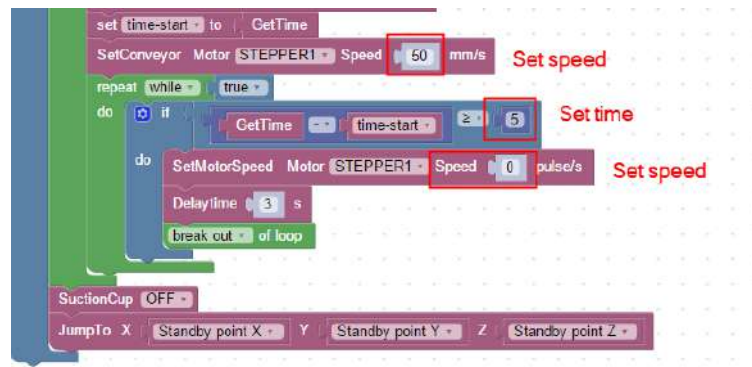 set time-start to GetTime
SetConveyor Motor STEPPER1 Speed 50 mm/s Set speed
repeat while true
do if GetTime - time-start ≥ 5 Set time
do SetMotorSpeed Motor STEPPER1 Speed 0 pulse/s Set speed
Delaytime 3 s
break out of loop
SuctionCup OFF
JumpTo X Standby point X Y Standby point Y Z Standby point Z